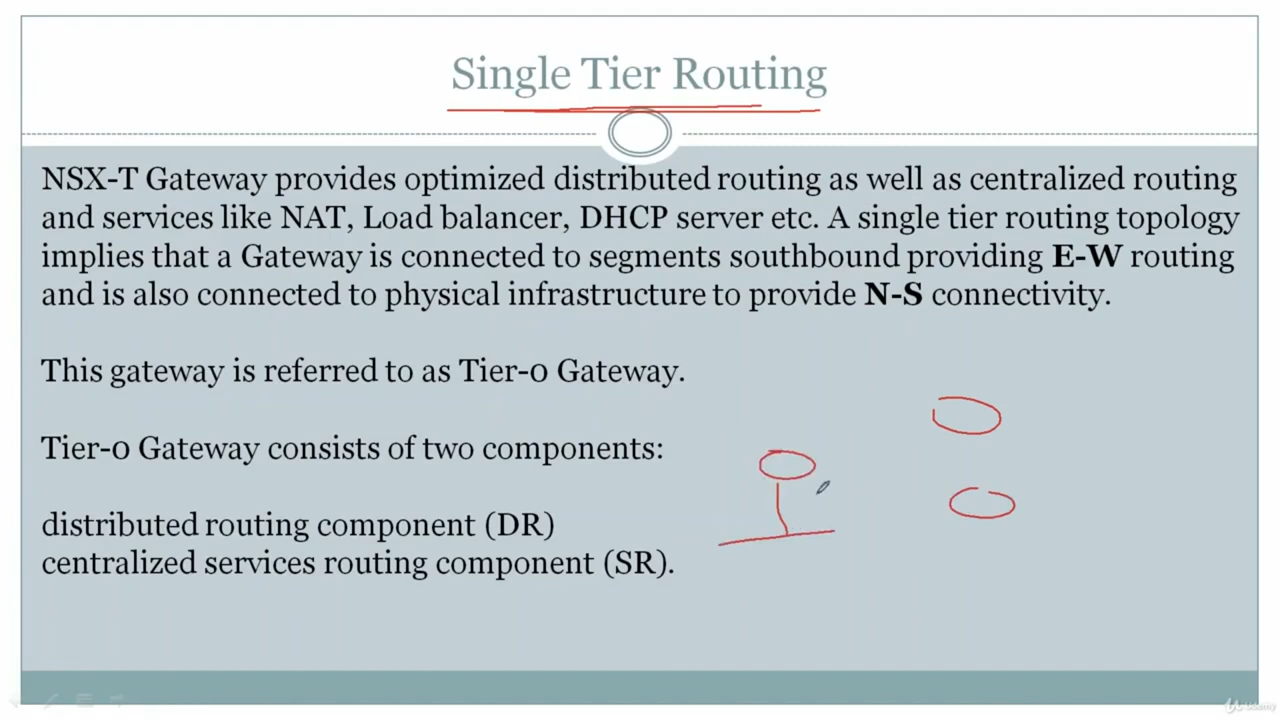 Single Tier Routing
NSX-T Gateway provides optimized distributed routing as well as centralized routing
and services like NAT, Load balancer, DHCP server etc. A single tier routing topology
implies that a Gateway is connected to segments southbound providing E-W routing
and is also connected to physical infrastructure to provide N-S connectivity.
This gateway is referred to as Tier-0 Gateway.
Tier-0 Gateway consists of two components:
distributed routing component (DR)
centralized services routing component (SR).
Udemy